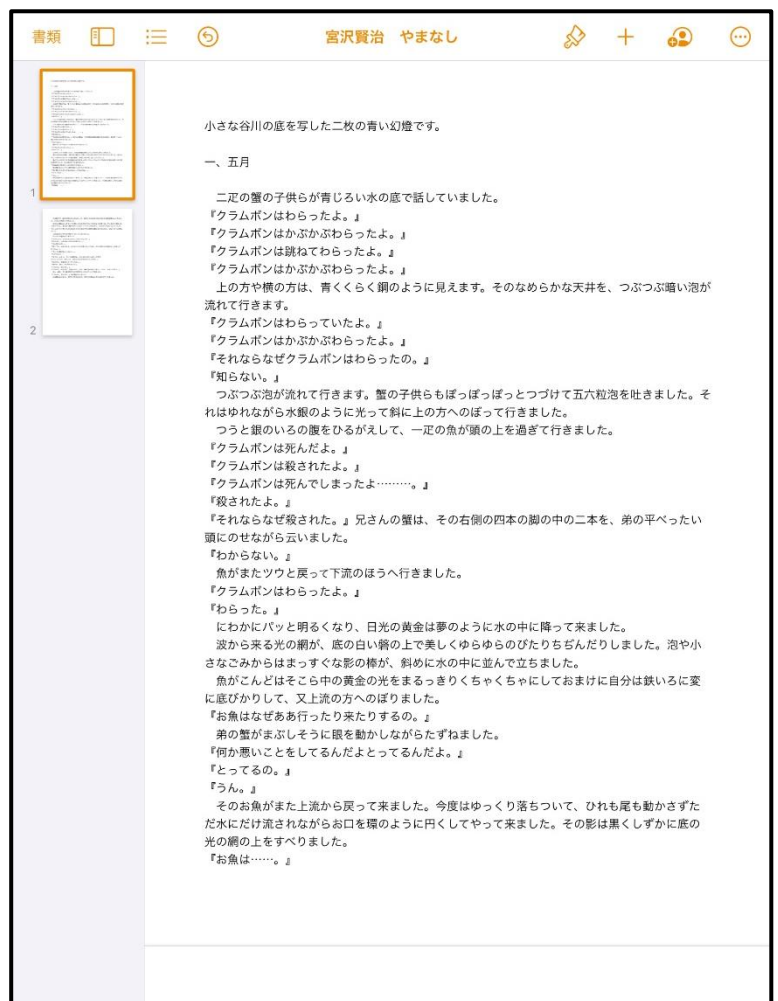 書類
宮沢賢治　やまなし
1
2
小さな谷川の底を写した二枚の青い幻燈です。
一、五月
　二疋の蟹の子供らが青じろい水の底で話していました。
『クラムボンはわらったよ。』
『クラムボンはかぷかぷわらったよ。』
『クラムボンは跳ねてわらったよ。』
『クラムボンはかぷかぷわらったよ。』
　上の方や横の方は、青くくらく鋼のように見えます。そのなめらかな天井を、つぶつぶ暗い泡が
流れて行きます。
『クラムボンはわらっていたよ。』
『クラムボンはかぷかぷわらったよ。』
『それならなぜクラムボンはわらったの。』
『知らない。』
　つぶつぶ泡が流れて行きます。蟹の子供らもぽっぽっぽっとつづけて五六粒泡を吐きました。そ
れはゆれながら水銀のように光って斜に上の方へのぼって行きました。
　つうと銀のいろの腹をひるがえして、一疋の魚が頭の上を過ぎて行きました。
『クラムボンは死んだよ。』
『クラムボンは殺されたよ。』
『クラムボンは死んでしまったよ………。』
『殺されたよ。』
『それならなぜ殺された。』兄さんの蟹は、その右側の四本の脚の中の二本を、弟の平べったい
頭にのせながら云いました。
『わからない。』
　魚がまたツウと戻って下流のほうへ行きました。
『クラムボンはわらったよ。』
『わらった。』
　にわかにパッと明るくなり、日光の黄金は夢のように水の中に降って来ました。
　波から来る光の網が、底の白い磐の上で美しくゆらゆらのびたりちぢんだりしました。泡や小
さなごみからはまっすぐな影の棒が、斜めに水の中に並んで立ちました。
　魚がこんどはそこら中の黄金の光をまるっきりくちゃくちゃにしておまけに自分は鉄いろに変
に底びかりして、又上流の方へのぼりました。
『お魚はなぜああ行ったり来たりするの。』
　弟の蟹がまぶしそうに眼を動かしながらたずねました。
『何か悪いことをしてるんだよとってるんだよ。』
『とってるの。』
『うん。』
　そのお魚がまた上流から戻って来ました。今度はゆっくり落ちついて、ひれも尾も動かさずた
だ水にだけ流されながらお口を環のように円くしてやって来ました。その影は黒くしずかに底の
光の網の上をすべりました。
『お魚は……。』